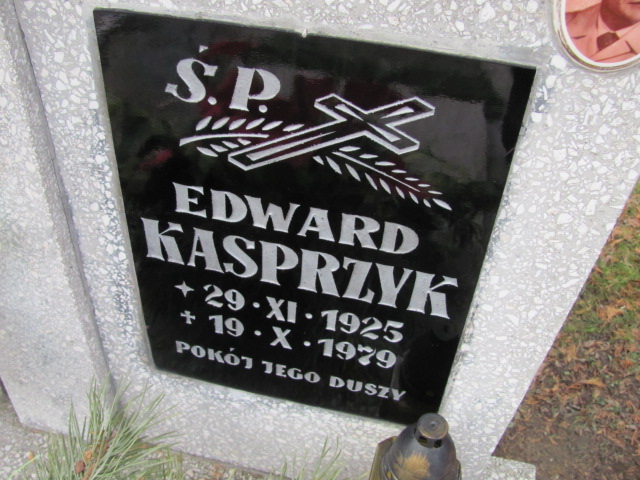 Ś.P.
EDWARD
KASPRZYK
29·XI·1925
19·X·1979
POKÓJ JEGO DUSZY